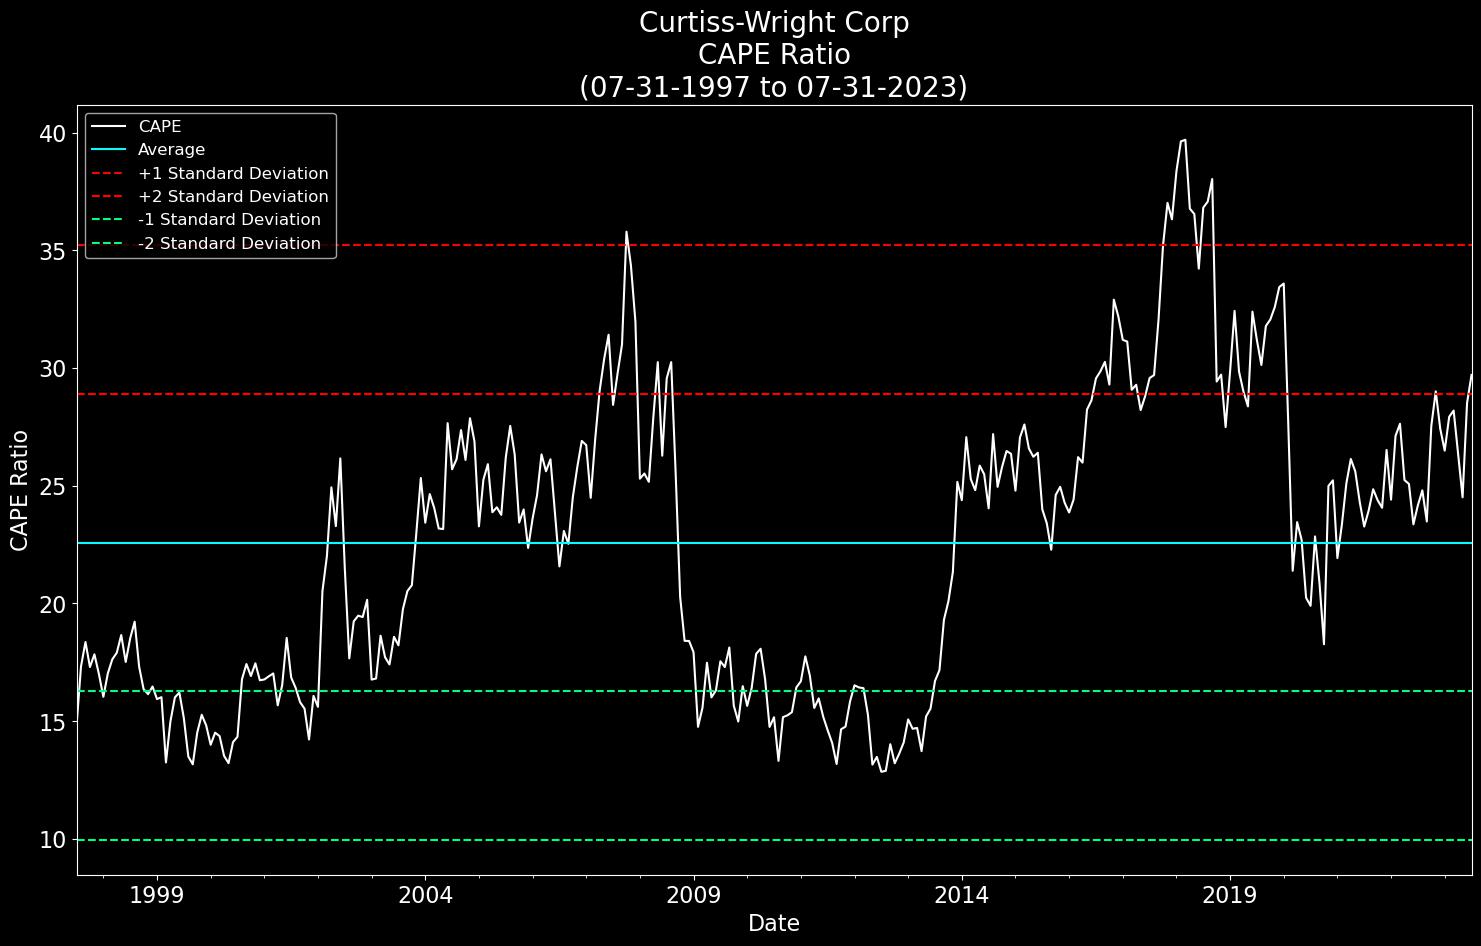 Curtiss-Wright Corp
CAPE Ratio
(07-31-1997 to 07-31-2023)
CAPE
Average
+1 Standard Deviation
+2 Standard Deviation
-1 Standard Deviation
-2 Standard Deviation
40
35
30
25
20
15
10
CAPE Ratio
1999
2004
2009
2014
2019
Date